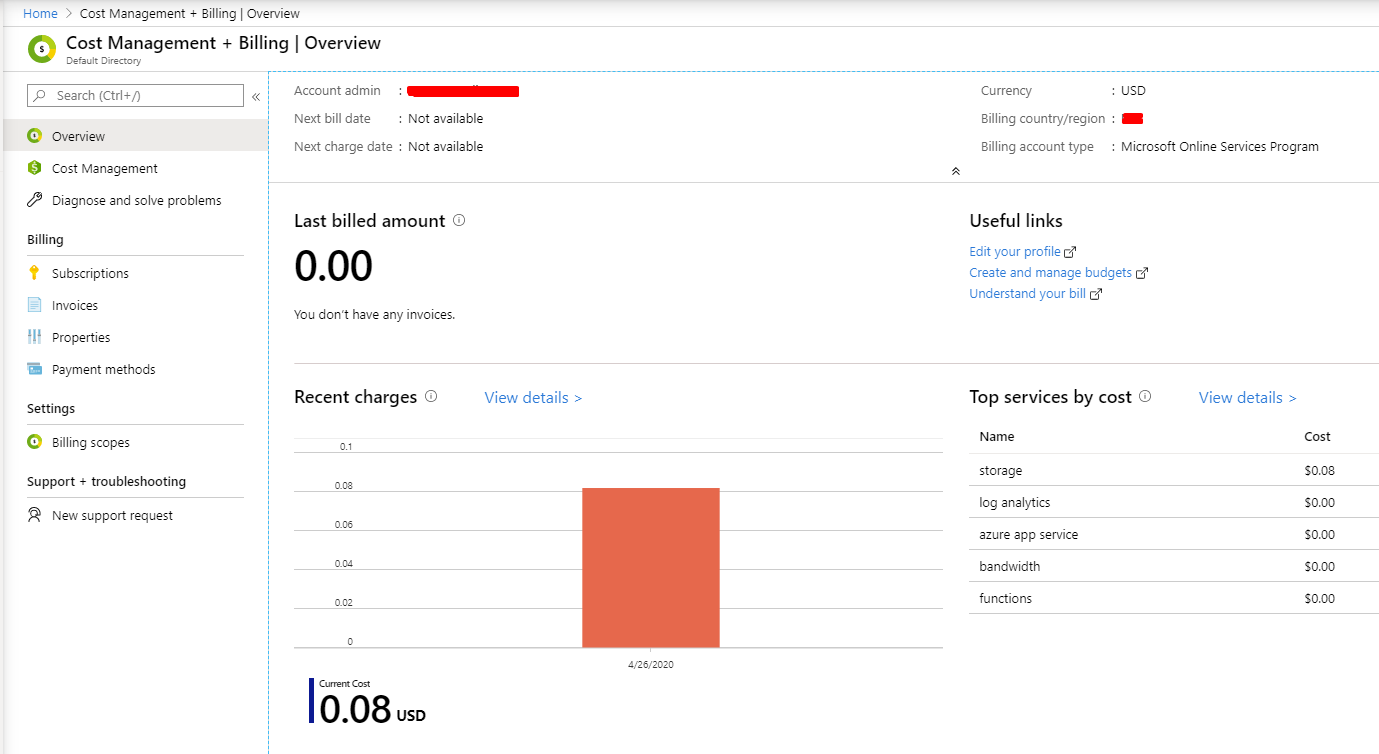 Home > Cost Management + Billing | Overview
Cost Management + Billing | Overview
Default Directory
Search (Ctrl+/) «
Overview
Cost Management
Diagnose and solve problems
Billing
Subscriptions
Invoices
Properties
Payment methods
Settings
Billing scopes
Support + troubleshooting
New support request
Account admin :
Next bill date : Not available
Next charge date : Not available
Currency : USD
Billing country/region :
Billing account type : Microsoft Online Services Program
Last billed amount
0.00
You don't have any invoices.
Useful links
Edit your profile
Create and manage budgets
Understand your bill
Recent charges View details >
0.1
0.08
0.06
0.04
0.02
0
4/26/2020
Current Cost
0.08 USD
Top services by cost View details >
Name Cost
storage $0.08
log analytics $0.00
azure app service $0.00
bandwidth $0.00
functions $0.00